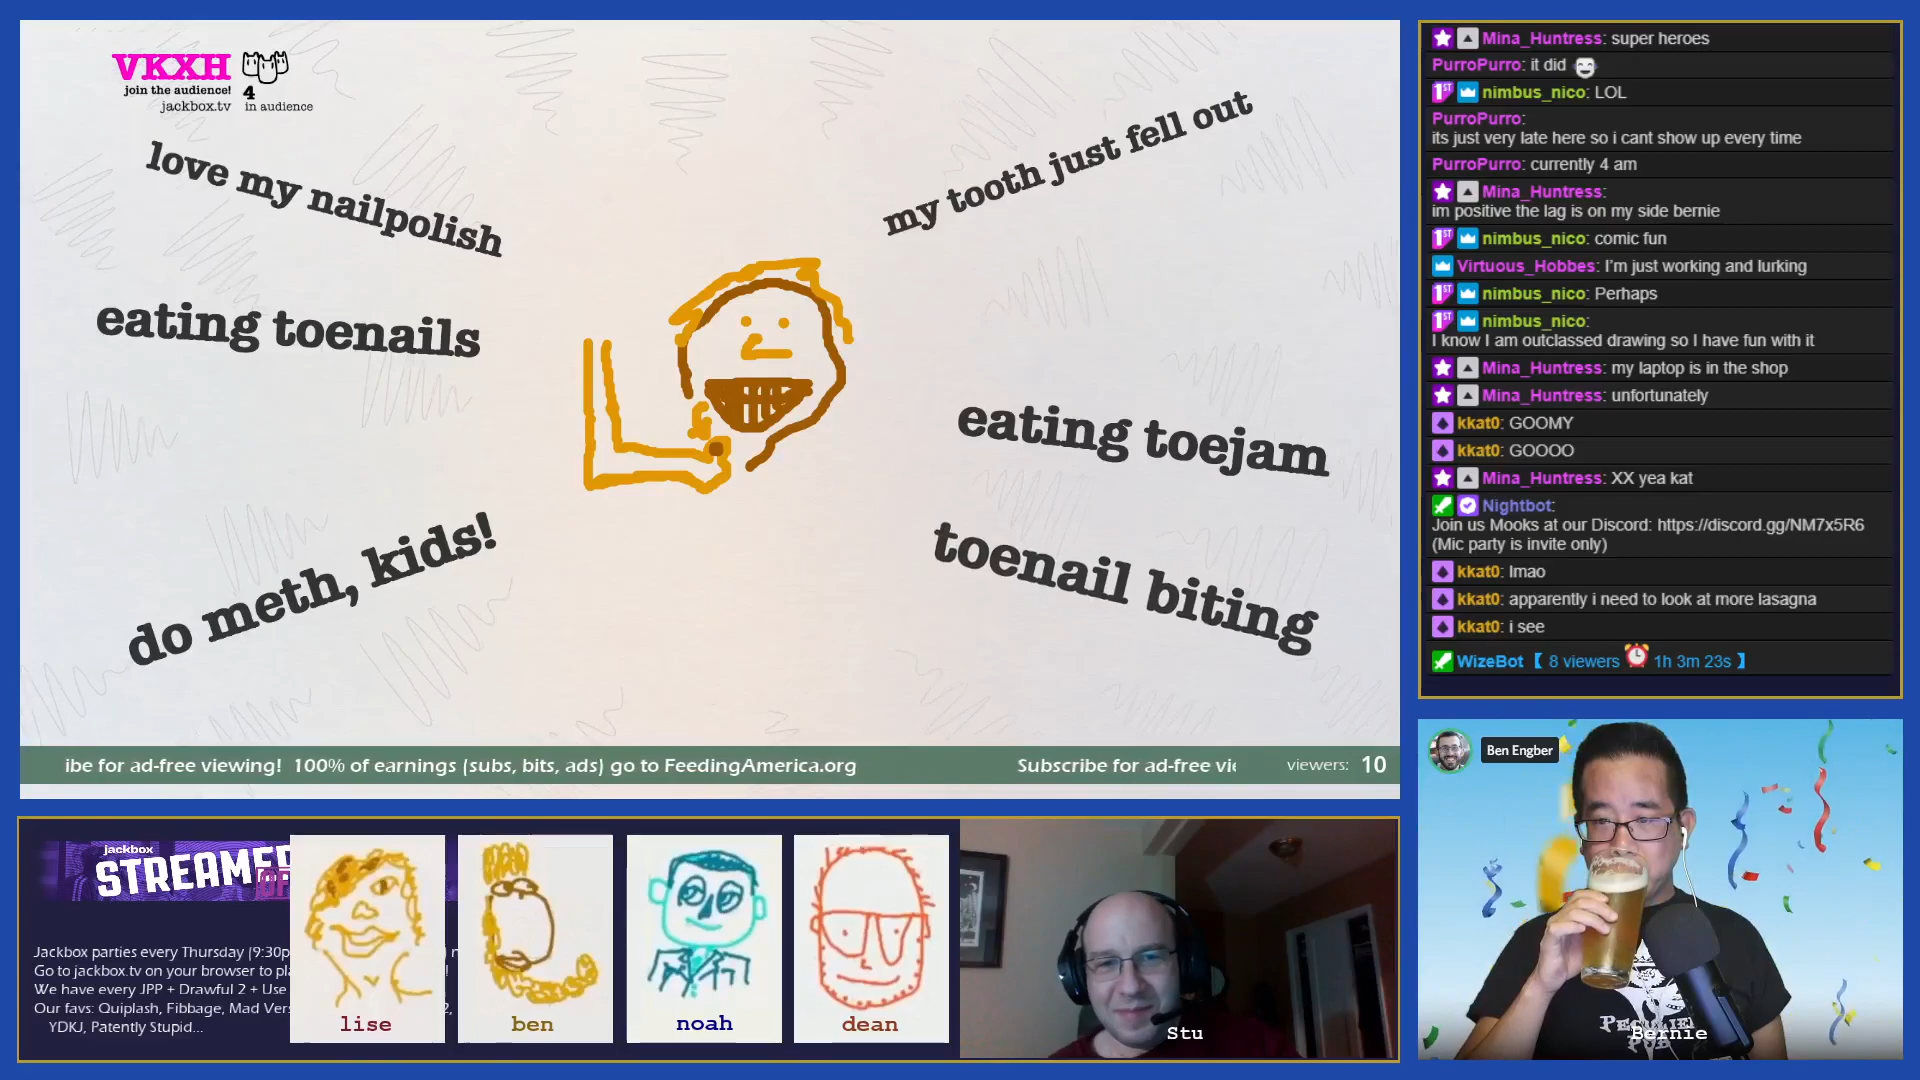 VKXH
join the audience!
jackbox.tv
4
in audience
love my nailpolish
my tooth just fell out
eating toenails
eating toejam
do meth, kids!
toenail biting
ibe for ad-free viewing! 100% of earnings (subs, bits, ads) go to FeedingAmerica.org
Subscribe for ad-free
viewers: 10
Mina_Huntress: super heroes
PurroPurro: it did
1ST nimbus_nico: LOL
PurroPurro:
its just very late here so i cant show up every time
PurroPurro: currently 4 am
Mina_Huntress:
im positive the lag is on my side bernie
1ST nimbus_nico: comic fun
Virtuous_Hobbes: I'm just working and lurking
1ST nimbus_nico: Perhaps
1ST nimbus_nico:
I know I am outclassed drawing so I have fun with it
Mina_Huntress: my laptop is in the shop
Mina_Huntress: unfortunately
kkat0: GOOMY
kkat0: GOOOO
Mina_Huntress: XX yea kat
Nightbot:
Join us Mooks at our Discord: https://discord.gg/NM7x5R6
(Mic party is invite only)
kkat0: lmao
kkat0: apparently i need to look at more lasagna
kkat0: i see
WizeBot 【 8 viewers 1h 3m 23s 】
jackbox
STREAMED
Jackbox parties every Thursday (9:30p
Go to jackbox.tv on your browser to pl
We have every JPP + Drawful 2 + Use
Our favs: Quiplash, Fibbage, Mad Ver
YDKJ, Patently Stupid...
lise
ben
noah
dean
Stu
Ben Engber
PECULIER
PUB
Bernie